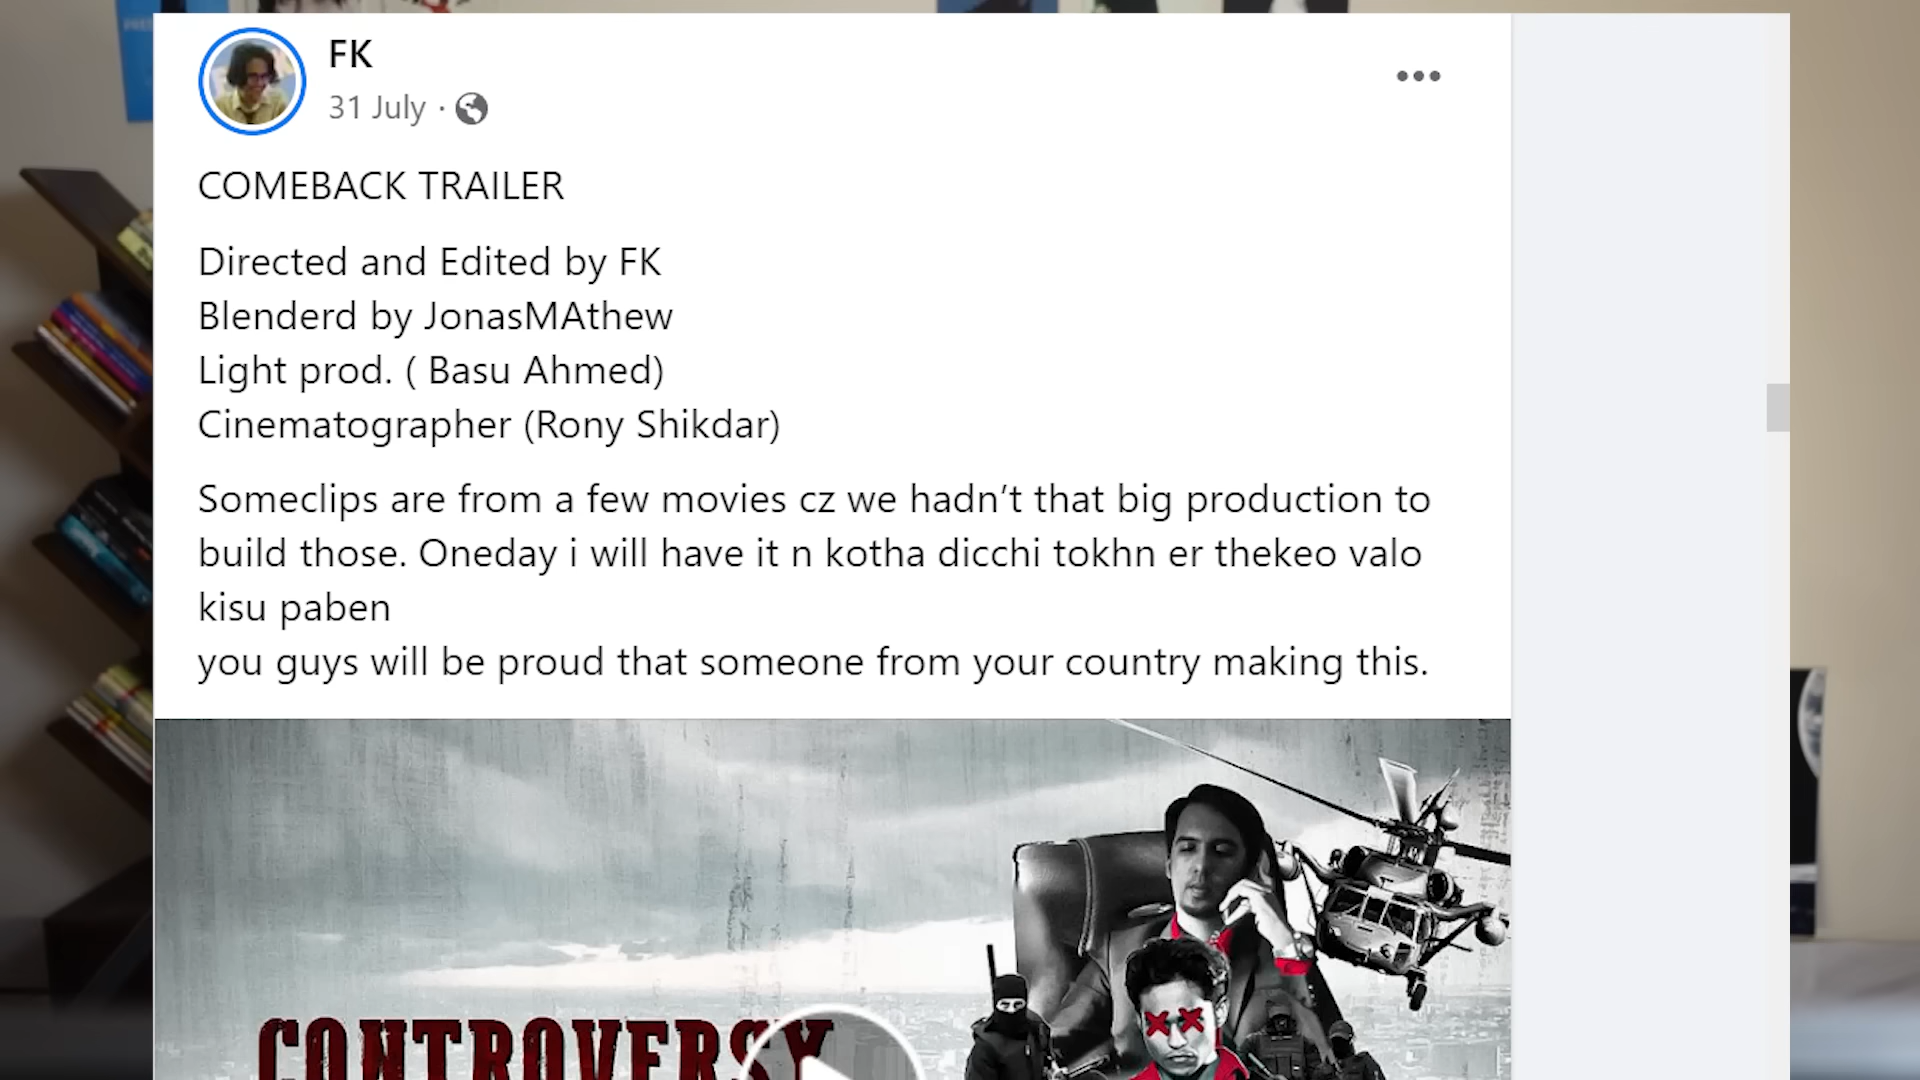 FK
31 July ·
COMEBACK TRAILER
Directed and Edited by FK
Blenderd by JonasMAthew
Light prod. ( Basu Ahmed)
Cinematographer (Rony Shikdar)
Someclips are from a few movies cz we hadn't that big production to
build those. Oneday i will have it n kotha dicchi tokhn er thekeo valo
kisu paben
you guys will be proud that someone from your country making this.
CONTROVERSY